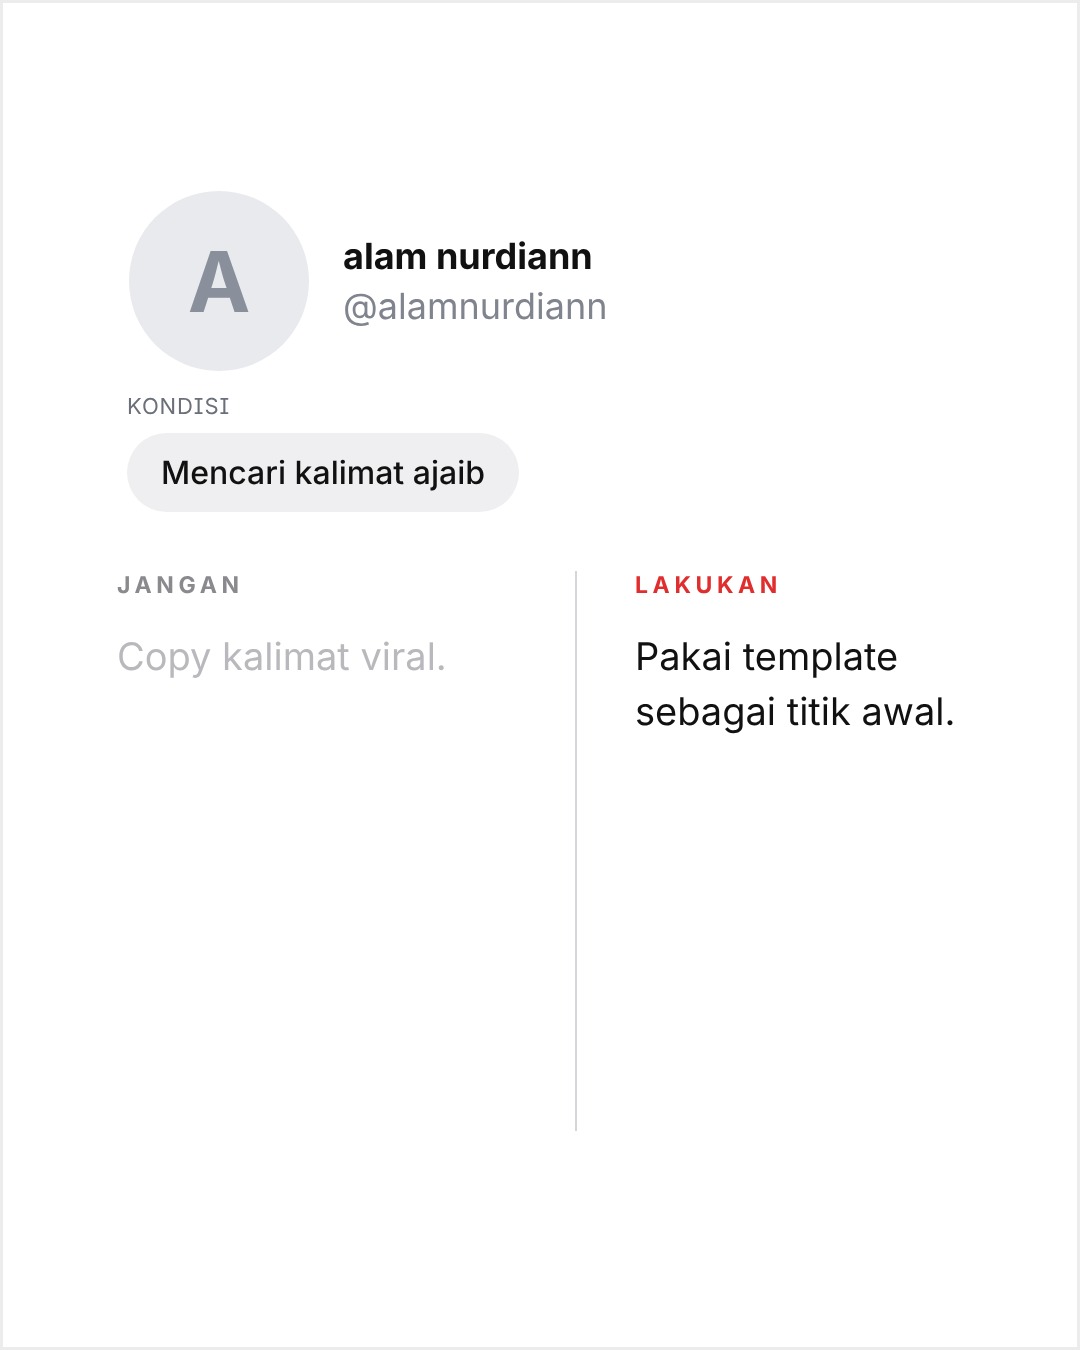 A
alam nurdiann
@alamnurdiann
KONDISI
Mencari kalimat ajaib
JANGAN
Copy kalimat viral.
LAKUKAN
Pakai template
sebagai titik awal.